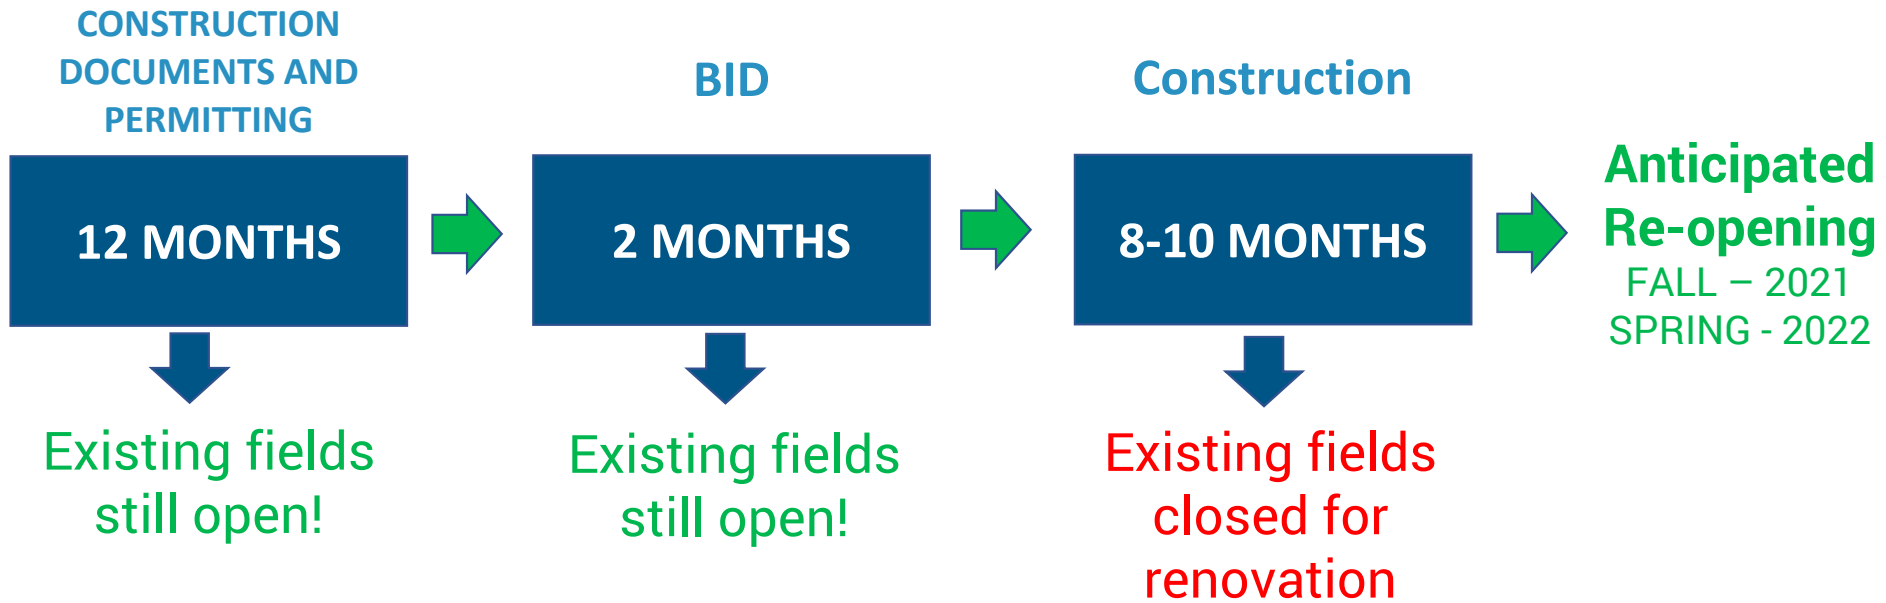 CONSTRUCTION
DOCUMENTS AND
PERMITTING
12 MONTHS
Existing fields
still open!
BID
2 MONTHS
Existing fields
still open!
Construction
8-10 MONTHS
Existing fields
closed for
renovation
Anticipated
Re-opening
FALL – 2021
SPRING - 2022